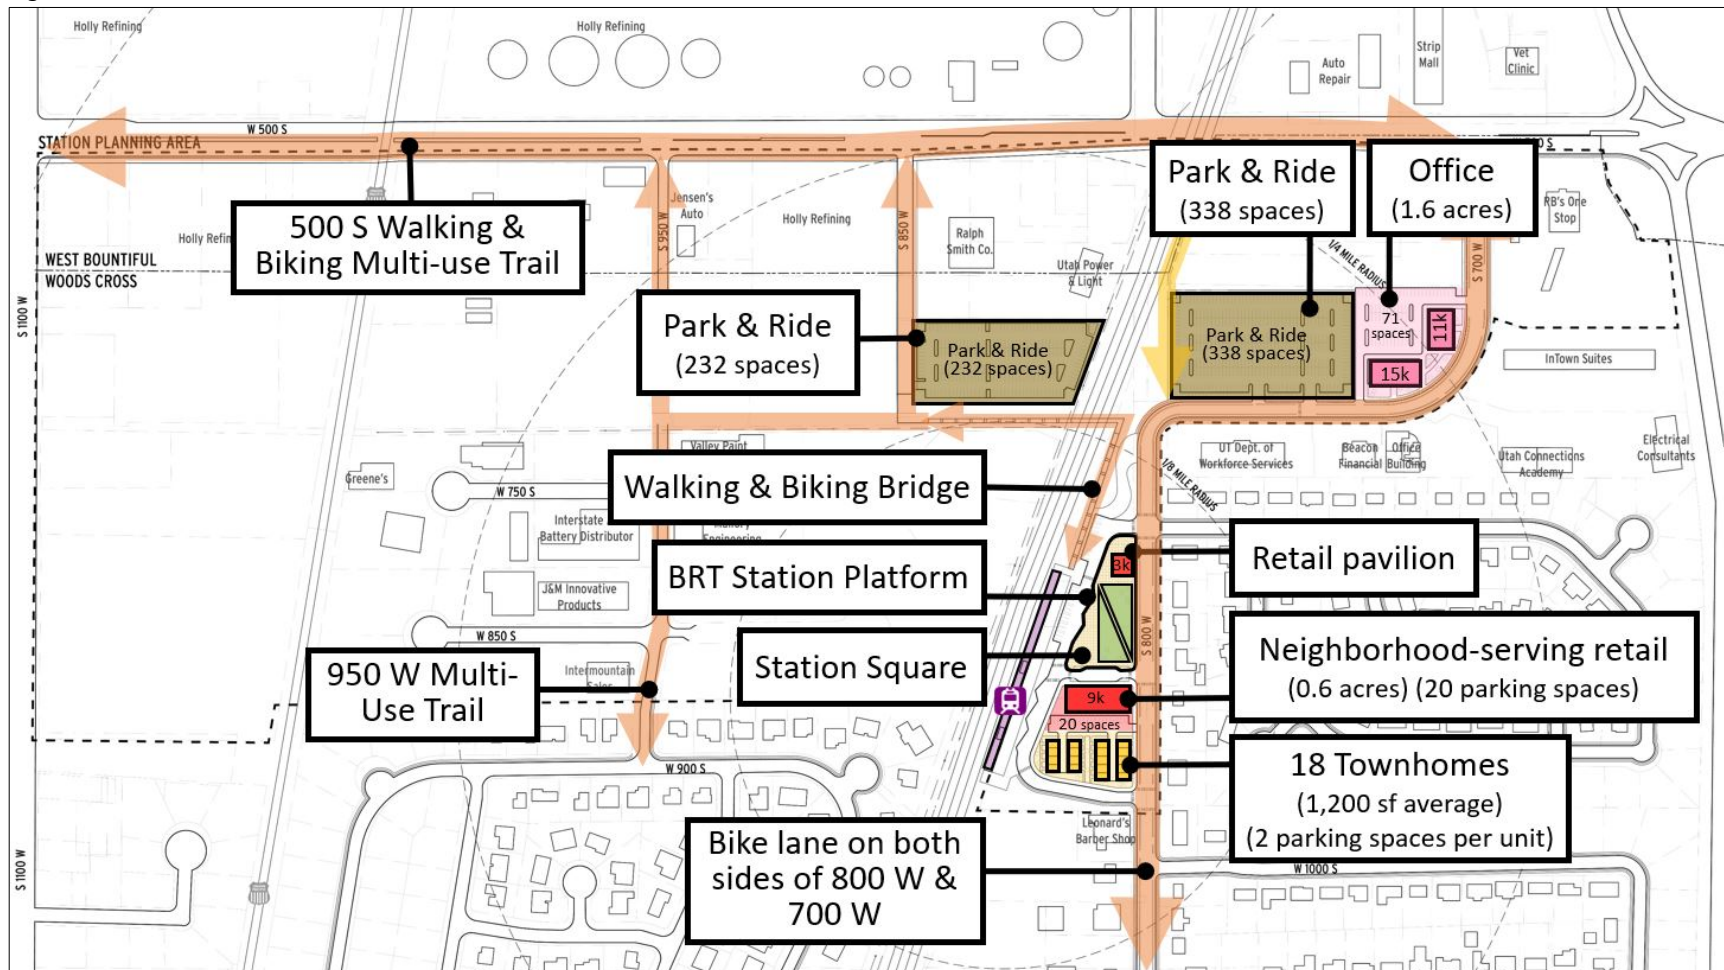 Holly Refining
Holly Refining
Auto
Repair
Strip
Mall
Vet
Clinic
W 500 S
STATION PLANNING AREA
500 S Walking &
Biking Multi-use Trail
Park & Ride
(338 spaces)
Office
(1.6 acres)
Jensen's
Auto
S 950 W
Holly Refining
S 850 W
Ralph
Smith Co.
Utah Power
& Light
1/4 MILE RADIUS
RB's One
Stop
S 700 W
WEST BOUNTIFUL
WOODS CROSS
S 1100 W
Park & Ride
(232 spaces)
Park & Ride
(232 spaces)
Park & Ride
(338 spaces)
71
spaces
11k
15k
InTown Suites
Valley Paint
UT Dept. of
Workforce Services
Beacon
Financial
Office
Building
Utah Connections
Academy
Electrical
Consultants
1/8 MILE RADIUS
Greene's
W 750 S
Walking & Biking Bridge
Interstate
Battery Distributor
BRT Station Platform
3k
Retail pavilion
J&M Innovative
Products
W 850 S
S 800 W
Station Square
Neighborhood-serving retail
(0.6 acres) (20 parking spaces)
950 W Multi-
Use Trail
Intermountain
9k
20 spaces
W 900 S
18 Townhomes
(1,200 sf average)
(2 parking spaces per unit)
Leonard's
Barber Shop
Bike lane on both
sides of 800 W &
700 W
W 1000 S
S 1100 W